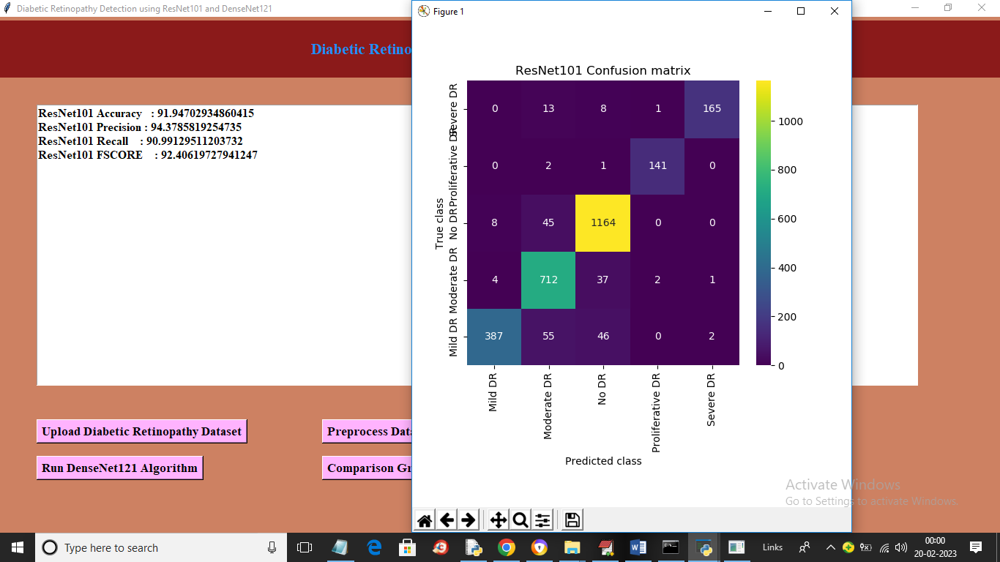 Diabetic Retinopathy Detection using ResNet101 and DenseNet121
Figure 1
Diabetic
ResNet101 Accuracy : 91.94702934860415
ResNet101 Precision : 94.3785819254735
ResNet101 Recall : 90.99129511203732
ResNet101 FSCORE : 92.40619727941247
ResNet101 Confusion matrix
True class
Severe DR
Proliferative DR
No DR
Moderate DR
Mild DR
0 13 8 1 165
0 2 1 141 0
8 45 1164 0 0
4 712 37 2 1
387 55 46 0 2
Mild DR
Moderate DR
No DR
Proliferative DR
Severe DR
Predicted class
1000
800
600
400
200
0
Upload Diabetic Retinopathy Dataset
Preprocess
Run DenseNet121 Algorithm
Comparison
Activate Windows
Go to Settings to activate Windows.
Type here to search
Links
00:00
20-02-2023